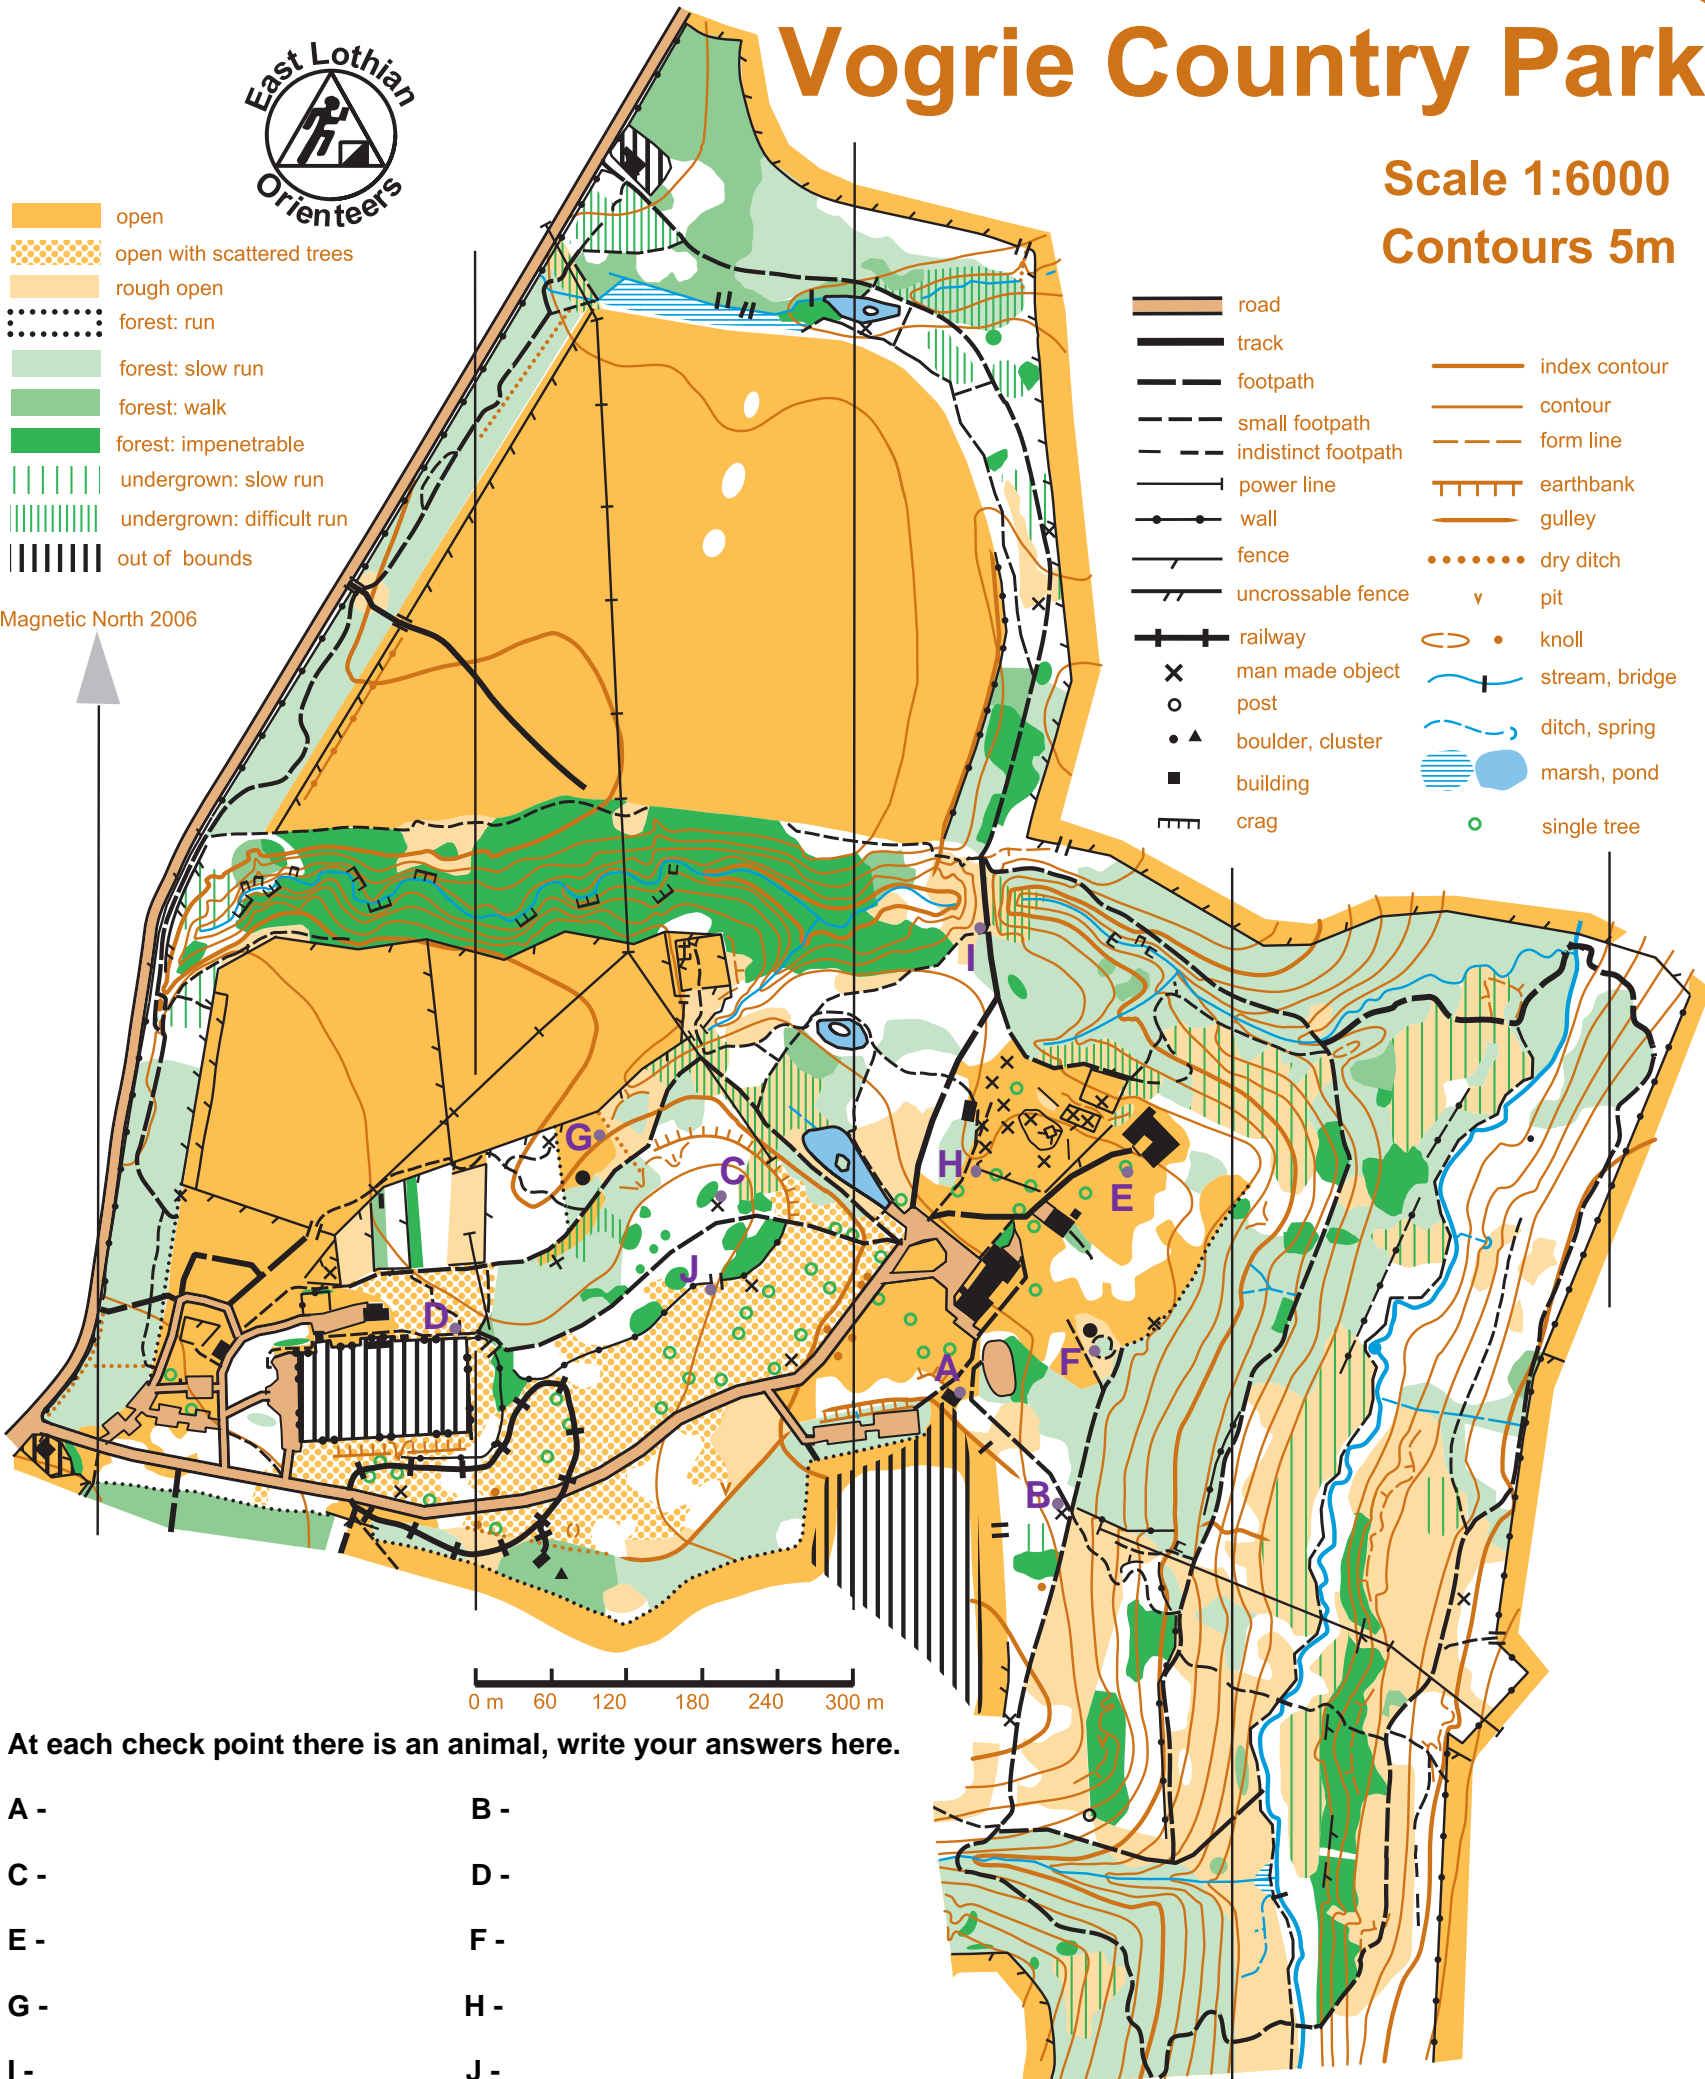 Vogrie Country Park
East Lothian
Orienteers
Scale 1:6000
Contours 5m
open
open with scattered trees
rough open
forest: run
forest: slow run
forest: walk
forest: impenetrable
undergrown: slow run
undergrown: difficult run
out of bounds
Magnetic North 2006
road
track
footpath
small footpath
indistinct footpath
power line
wall
fence
uncrossable fence
railway
man made object
post
boulder, cluster
building
crag
index contour
contour
form line
earthbank
gulley
dry ditch
pit
knoll
stream, bridge
ditch, spring
marsh, pond
single tree
I
G
C
H
E
J
D
F
A
B
0 m 60 120 180 240 300 m
At each check point there is an animal, write your answers here.
A - B -
C - D -
E - F -
G - H -
I - J -